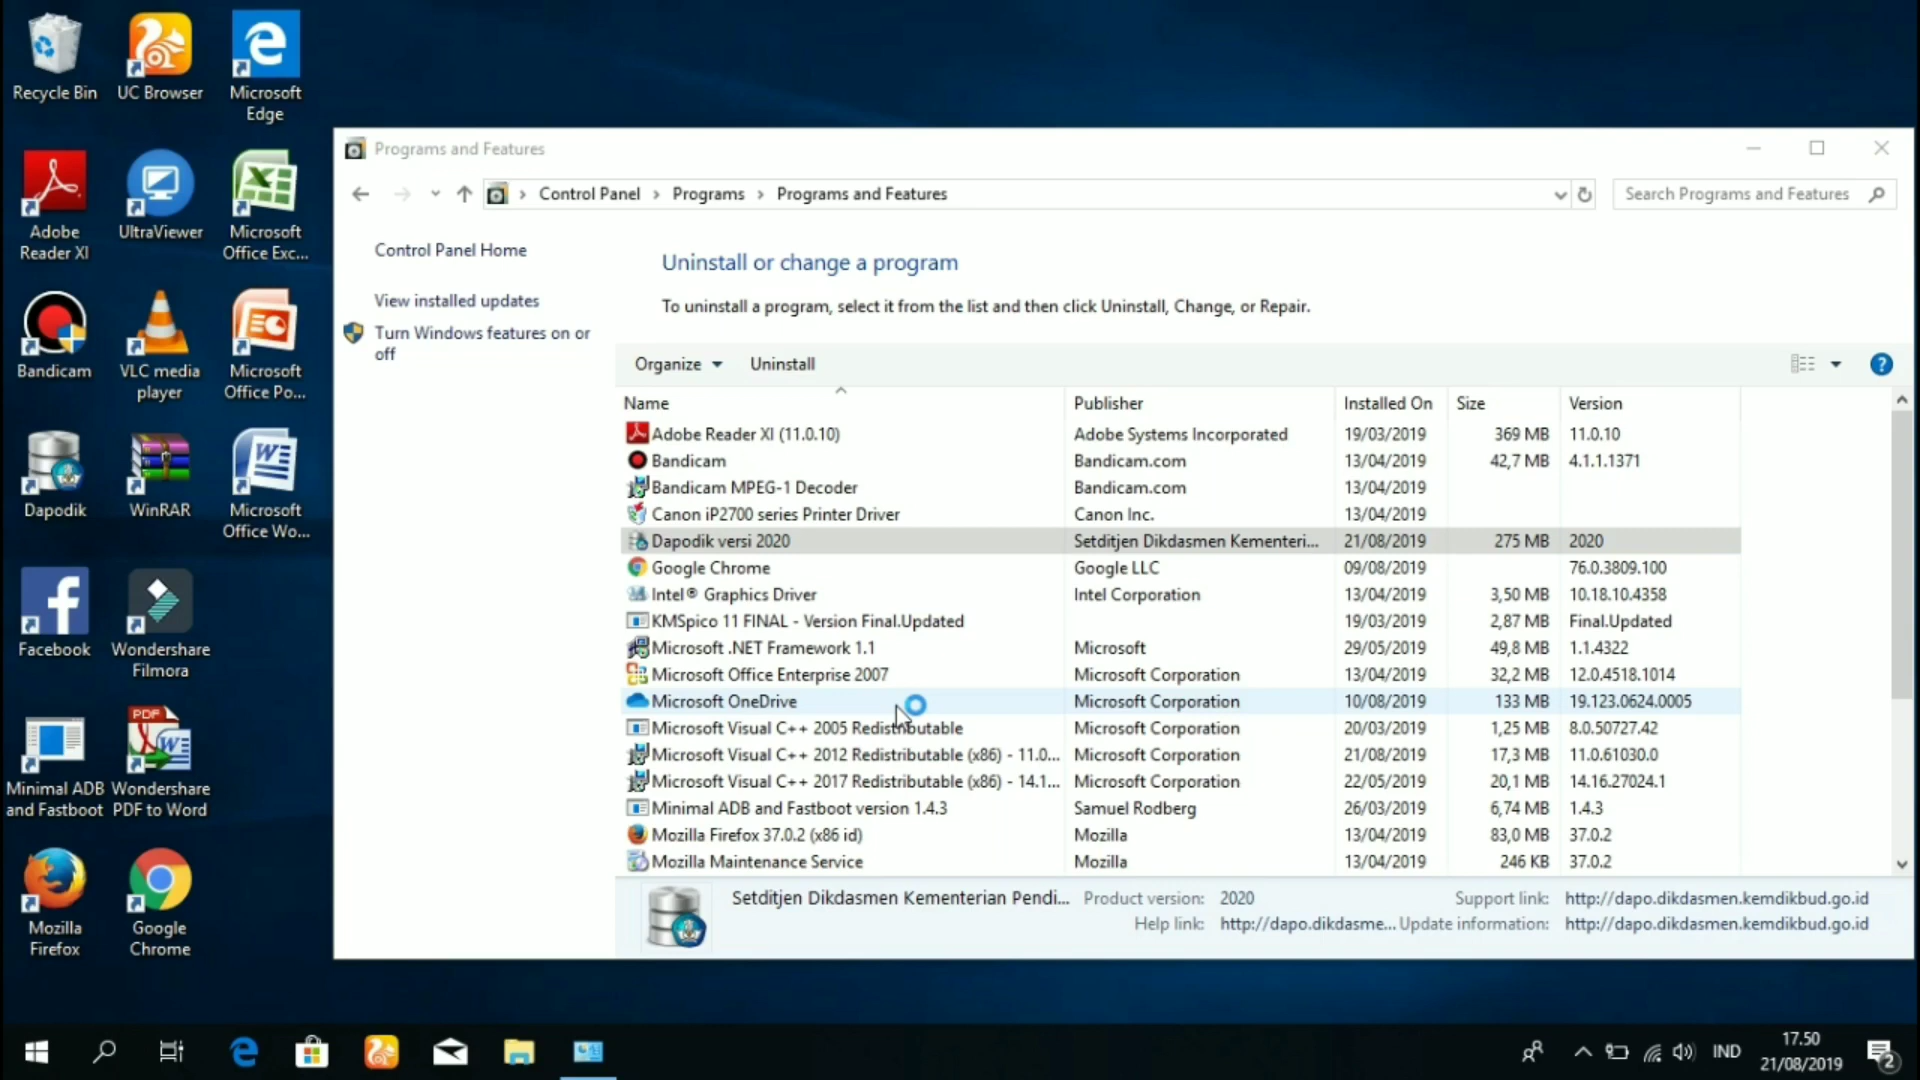 Recycle Bin
UC Browser
Microsoft
Edge
Adobe
Reader XI
UltraViewer
Microsoft
Office Exc...
Bandicam
VLC media
player
Microsoft
Office Po...
Dapodik
WinRAR
Microsoft
Office Wo...
Facebook
Wondershare
Filmora
Minimal ADB
and Fastboot
PDF
Wondershare
PDF to Word
Mozilla
Firefox
Google
Chrome
Programs and Features
Control Panel > Programs > Programs and Features
Search Programs and Features
Control Panel Home
View installed updates
Turn Windows features on or
off
Uninstall or change a program
To uninstall a program, select it from the list and then click Uninstall, Change, or Repair.
Organize Uninstall
Name Publisher Installed On Size Version
Adobe Reader XI (11.0.10) Adobe Systems Incorporated 19/03/2019 369 MB 11.0.10
Bandicam Bandicam.com 13/04/2019 42,7 MB 4.1.1.1371
Bandicam MPEG-1 Decoder Bandicam.com 13/04/2019
Canon iP2700 series Printer Driver Canon Inc. 13/04/2019
Dapodik versi 2020 Setditjen Dikdasmen Kementeri... 21/08/2019 275 MB 2020
Google Chrome Google LLC 09/08/2019 76.0.3809.100
Intel® Graphics Driver Intel Corporation 13/04/2019 3,50 MB 10.18.10.4358
KMSpico 11 FINAL - Version Final.Updated 19/03/2019 2,87 MB Final.Updated
Microsoft .NET Framework 1.1 Microsoft 29/05/2019 49,8 MB 1.1.4322
Microsoft Office Enterprise 2007 Microsoft Corporation 13/04/2019 32,2 MB 12.0.4518.1014
Microsoft OneDrive Microsoft Corporation 10/08/2019 133 MB 19.123.0624.0005
Microsoft Visual C++ 2005 Redistributable Microsoft Corporation 20/03/2019 1,25 MB 8.0.50727.42
Microsoft Visual C++ 2012 Redistributable (x86) - 11.0... Microsoft Corporation 21/08/2019 17,3 MB 11.0.61030.0
Microsoft Visual C++ 2017 Redistributable (x86) - 14.1... Microsoft Corporation 22/05/2019 20,1 MB 14.16.27024.1
Minimal ADB and Fastboot version 1.4.3 Samuel Rodberg 26/03/2019 6,74 MB 1.4.3
Mozilla Firefox 37.0.2 (x86 id) Mozilla 13/04/2019 83,0 MB 37.0.2
Mozilla Maintenance Service Mozilla 13/04/2019 246 KB 37.0.2
Setditjen Dikdasmen Kementerian Pendi... Product version: 2020 Support link: http://dapo.dikdasmen.kemdikbud.go.id
Help link: http://dapo.dikdasme... Update information: http://dapo.dikdasmen.kemdikbud.go.id
IND
17.50
21/08/2019
2